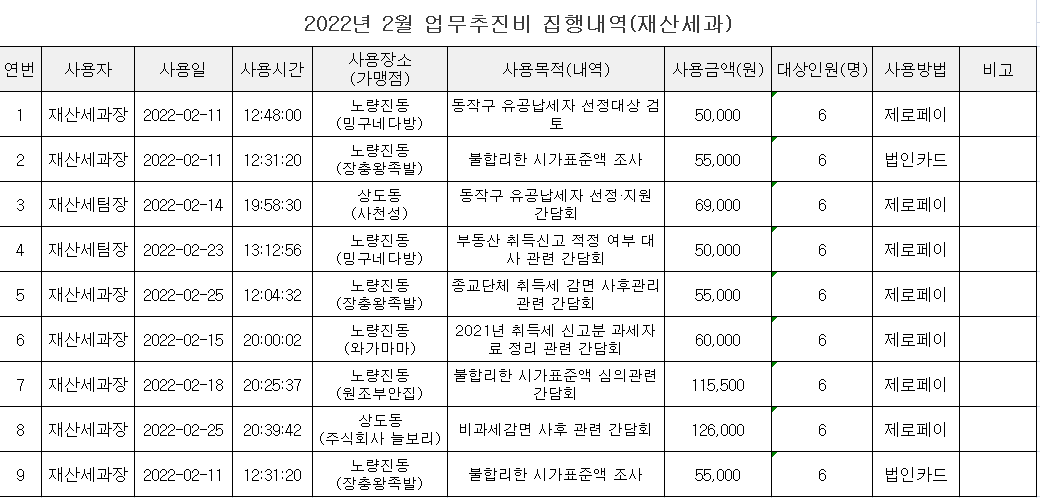 2022년 2월 업무추진비 집행내역(재산세과)
연번 사용자 사용일 사용시간 사용장소 (가맹점) 사용목적(내역) 사용금액(원) 대상인원(명) 사용방법 비고
1 재산세과장 2022-02-11 12:48:00 노량진동 (밍구네다방) 동작구 유공납세자 선정대상 검토 50,000 6 제로페이
2 재산세과장 2022-02-11 12:31:20 노량진동 (장충왕족발) 불합리한 시가표준액 조사 55,000 6 법인카드
3 재산세팀장 2022-02-14 19:58:30 상도동 (사천성) 동작구 유공납세자 선정·지원 간담회 69,000 6 제로페이
4 재산세팀장 2022-02-23 13:12:56 노량진동 (밍구네다방) 부동산 취득신고 적정 여부 대사 관련 간담회 50,000 6 제로페이
5 재산세과장 2022-02-25 12:04:32 노량진동 (장충왕족발) 종교단체 취득세 감면 사후관리 관련 간담회 55,000 6 제로페이
6 재산세과장 2022-02-15 20:00:02 노량진동 (와가마마) 2021년 취득세 신고분 과세자료 정리 관련 간담회 60,000 6 제로페이
7 재산세과장 2022-02-18 20:25:37 노량진동 (원조부안집) 불합리한 시가표준액 심의관련 간담회 115,500 6 제로페이
8 재산세과장 2022-02-25 20:39:42 상도동 (주식회사 늘보리) 비과세감면 사후 관련 간담회 126,000 6 제로페이
9 재산세과장 2022-02-11 12:31:20 노량진동 (장충왕족발) 불합리한 시가표준액 조사 55,000 6 법인카드